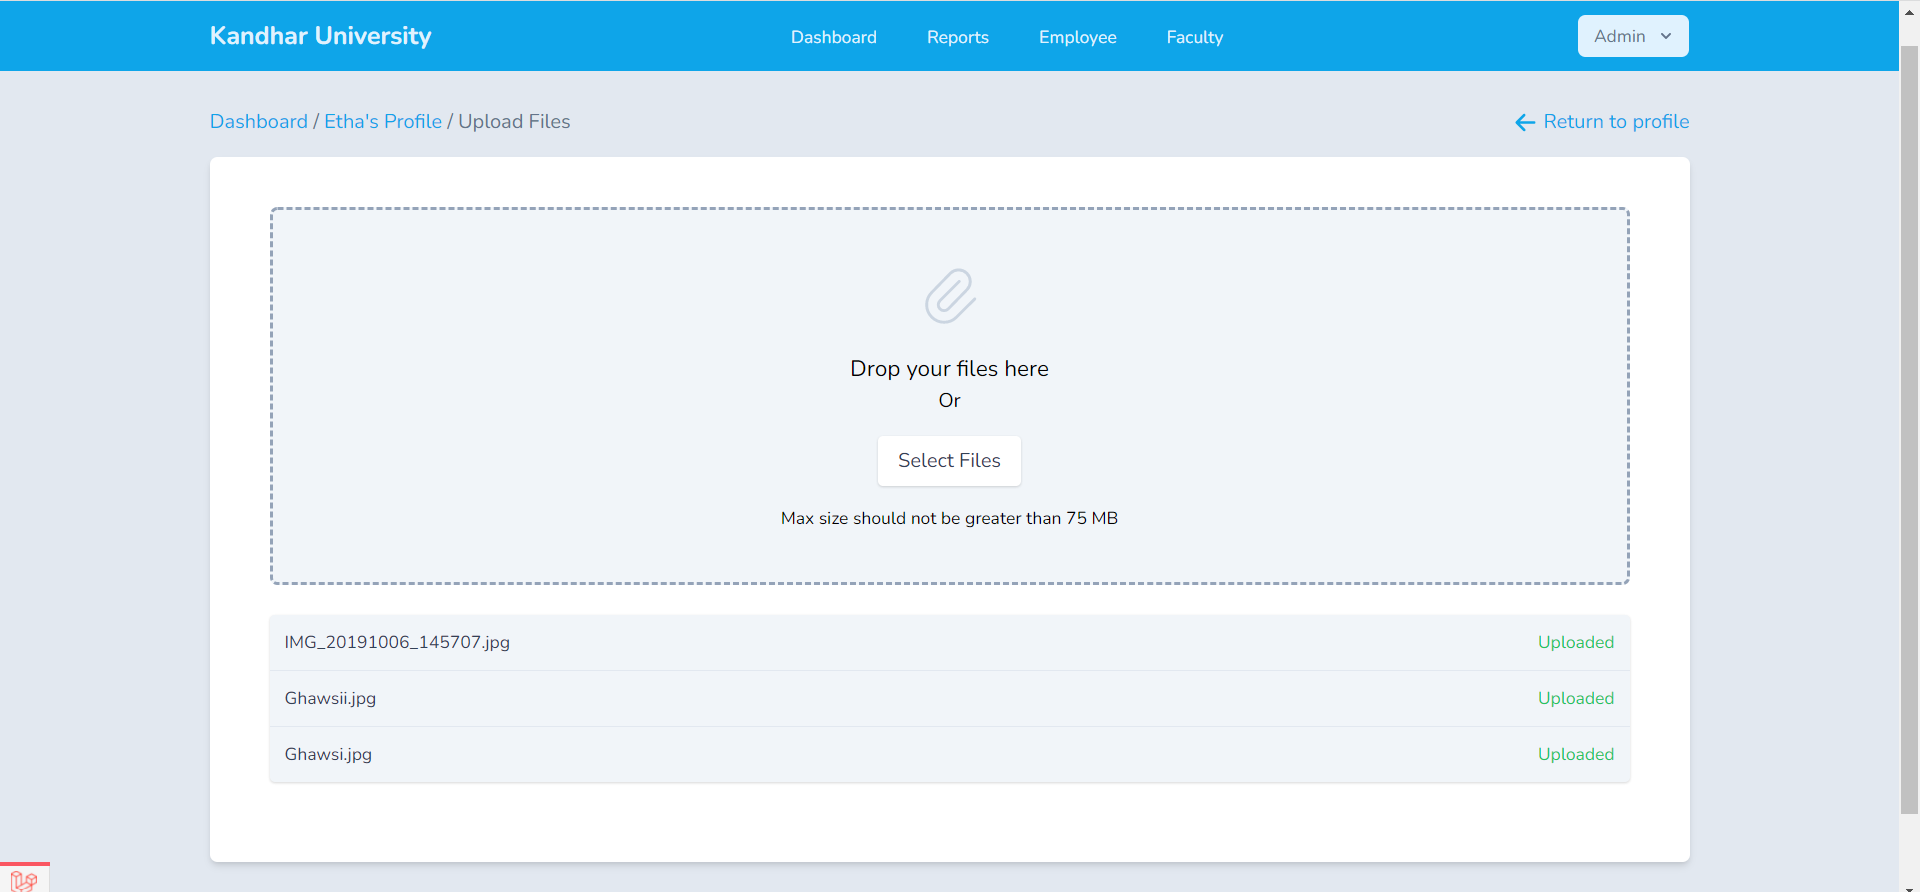 Kandhar University
Dashboard Reports Employee Faculty
Admin
Dashboard / Etha's Profile / Upload Files
Return to profile
Drop your files here
Or
Select Files
Max size should not be greater than 75 MB
IMG_20191006_145707.jpg Uploaded
Ghawsii.jpg Uploaded
Ghawsi.jpg Uploaded